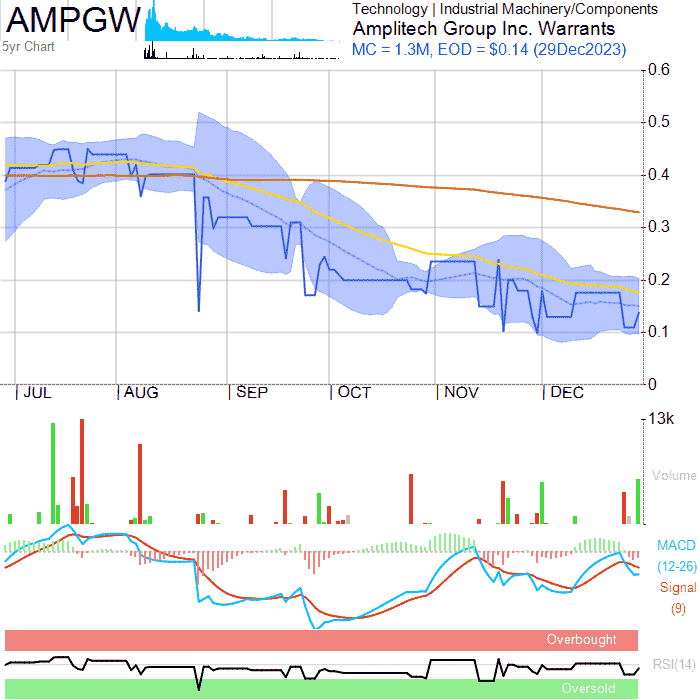 AMPGW
5yr Chart
Technology | Industrial Machinery/Components
Amplitech Group Inc. Warrants
MC = 1.3M, EOD = $0.14 (29Dec2023)
0.6
0.5
0.4
0.3
0.2
0.1
0
JUL AUG SEP OCT NOV DEC
13k
Volume
MACD
(12-26)
Signal
(9)
Overbought
RSI(14)
Oversold